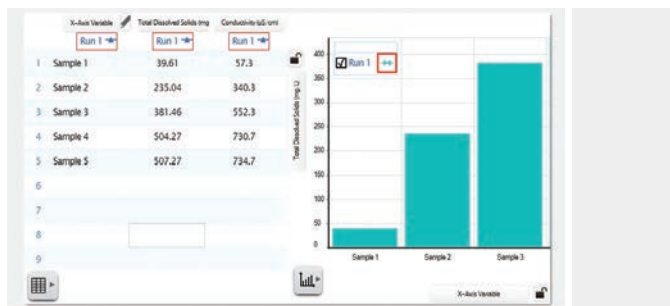 X-Axis Variable
Total Dissolved Solids (mg
Conductivity (µS/cm)
Run 1
Run 1
Run 1
1 Sample 1 39.61 57.3
2 Sample 2 235.04 340.3
3 Sample 3 381.46 552.3
4 Sample 4 504.27 730.7
5 Sample 5 507.27 734.7
6
7
8
9
Total Dissolved Solids (mg/L)
Run 1
400
350
300
250
200
150
100
50
0
Sample 1
Sample 2
Sample 3
X-Axis Variable